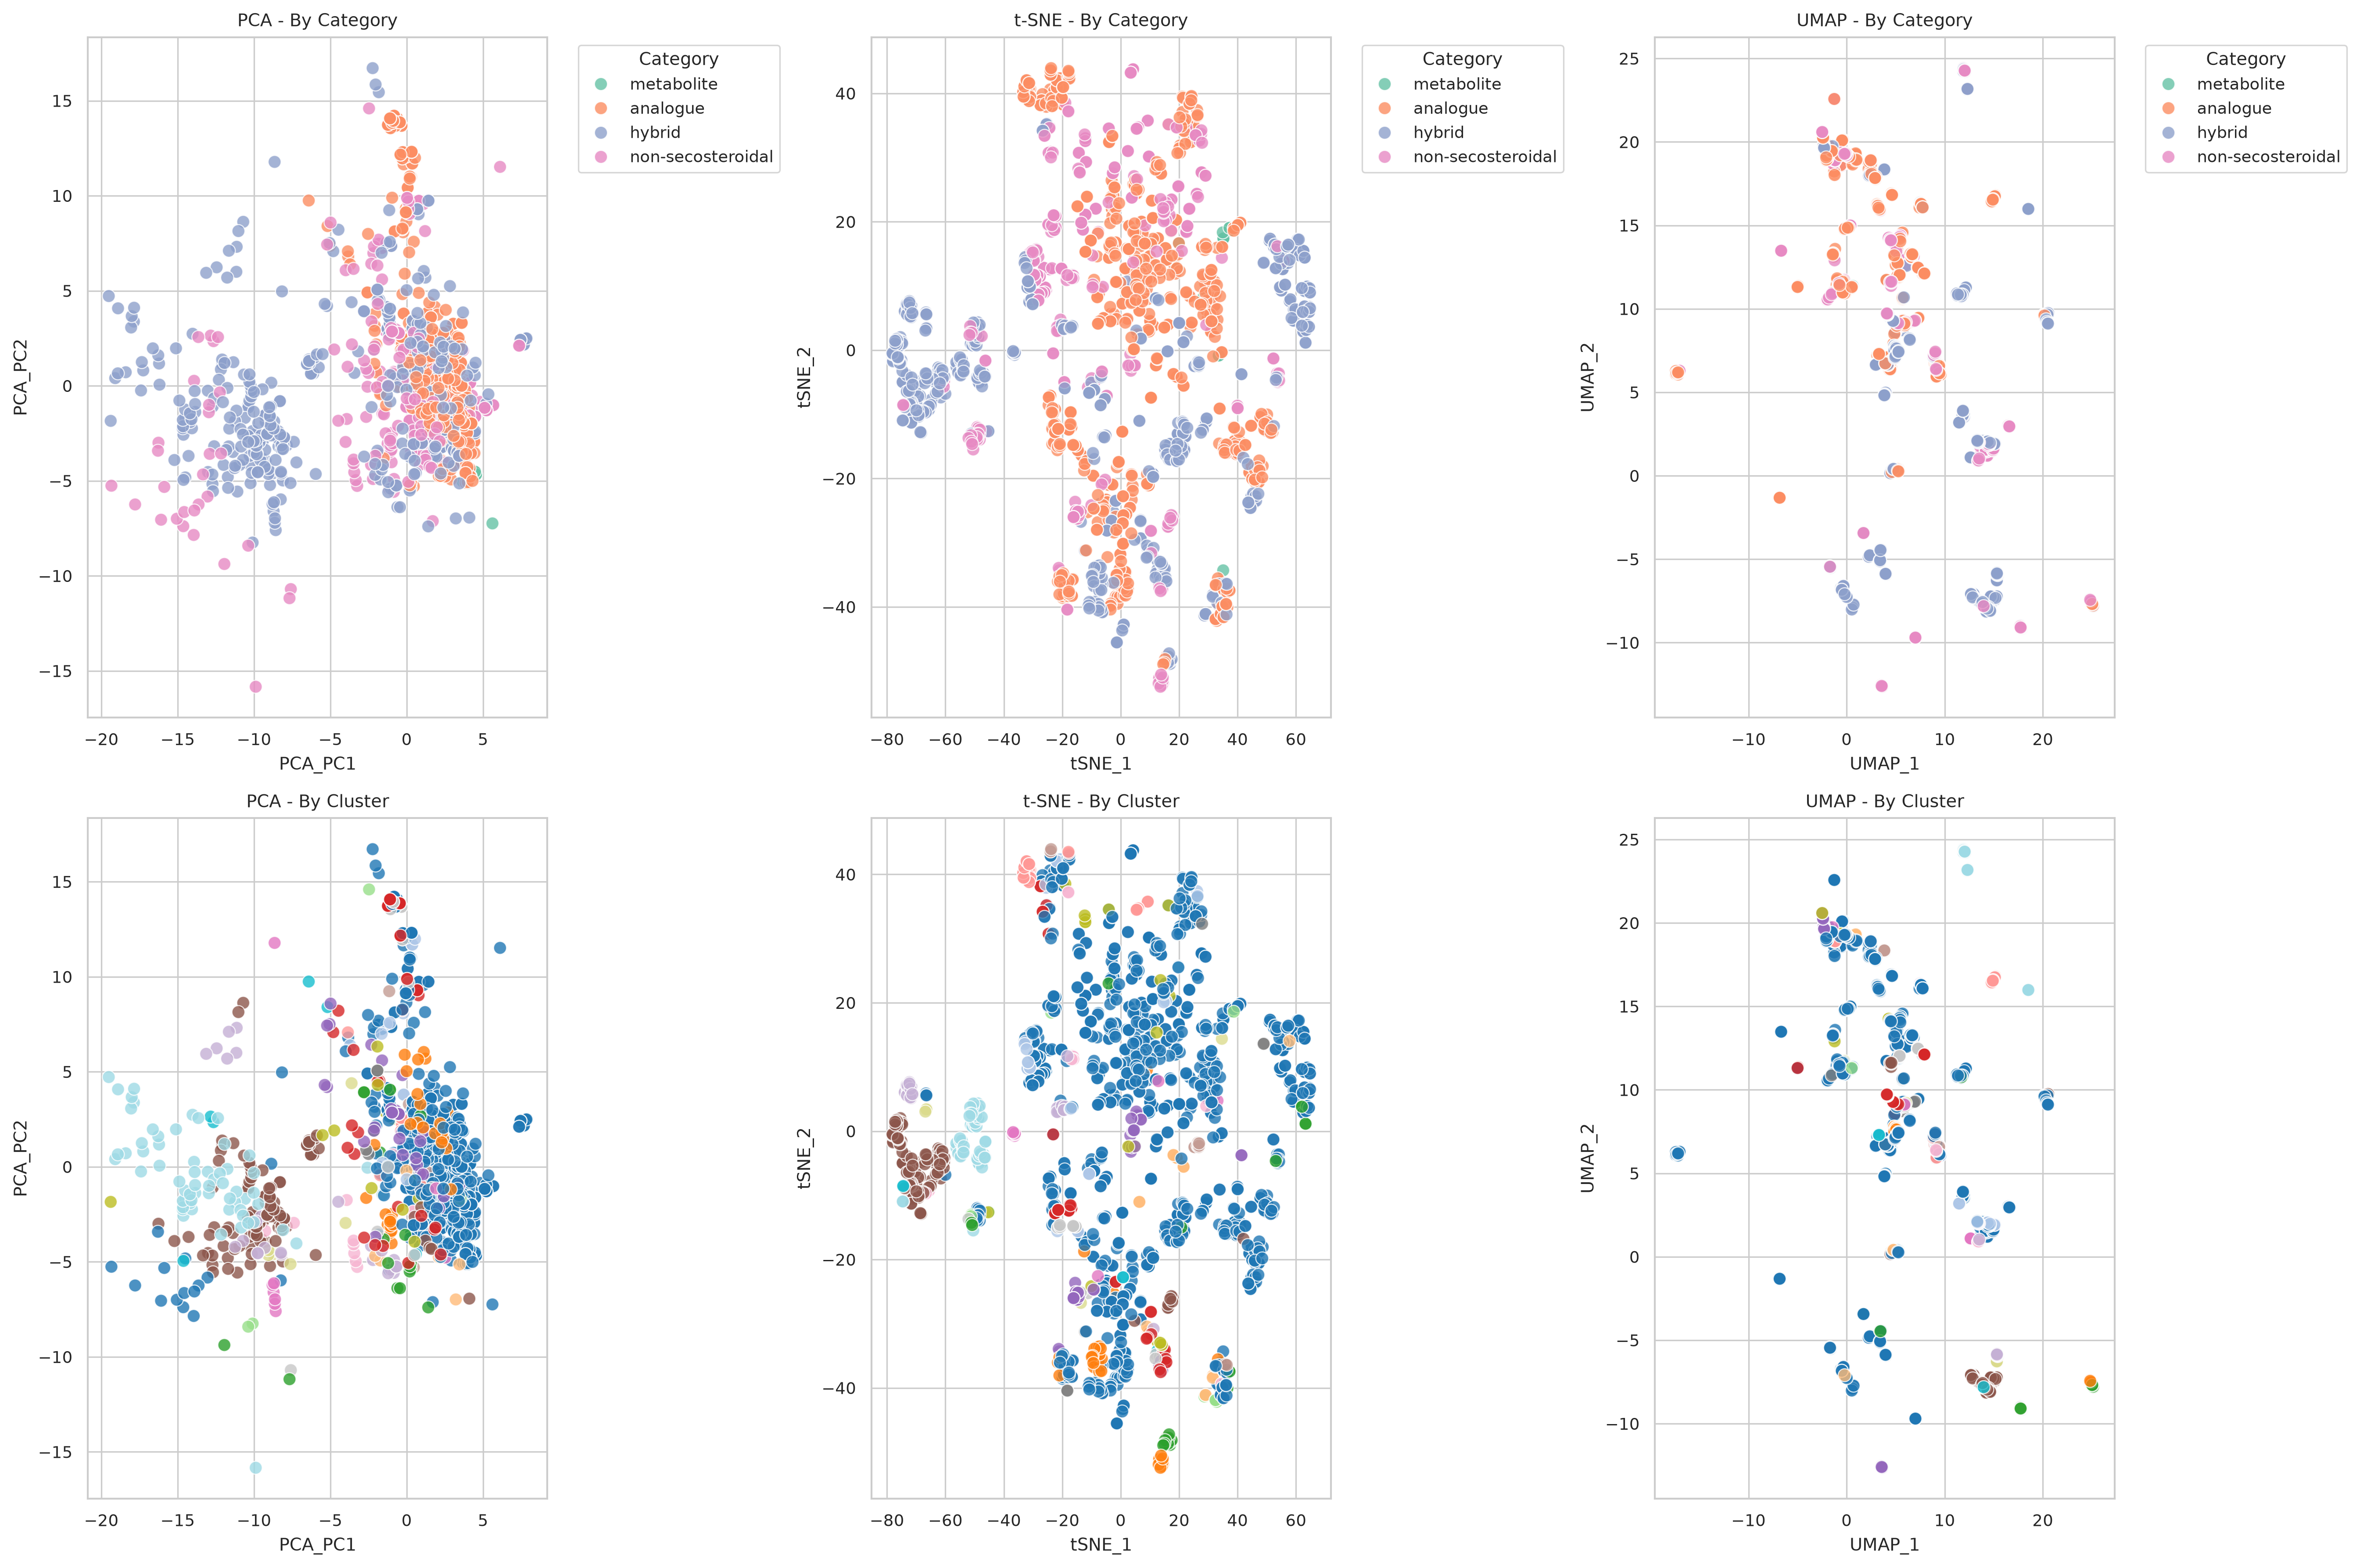 PCA - By Category
15
10
5
0
−5
−10
−15
PCA_PC2
−20
−15
−10
−5
0
5
PCA_PC1
Category
metabolite
analogue
hybrid
non-secosteroidal
t-SNE - By Category
40
20
0
−20
−40
tSNE_2
−80
−60
−40
−20
0
20
40
60
tSNE_1
Category
metabolite
analogue
hybrid
non-secosteroidal
UMAP - By Category
25
20
15
10
5
0
−5
−10
UMAP_2
−10
0
10
20
UMAP_1
Category
metabolite
analogue
hybrid
non-secosteroidal
PCA - By Cluster
15
10
5
0
−5
−10
−15
PCA_PC2
−20
−15
−10
−5
0
5
PCA_PC1
t-SNE - By Cluster
40
20
0
−20
−40
tSNE_2
−80
−60
−40
−20
0
20
40
60
tSNE_1
UMAP - By Cluster
25
20
15
10
5
0
−5
−10
UMAP_2
−10
0
10
20
UMAP_1